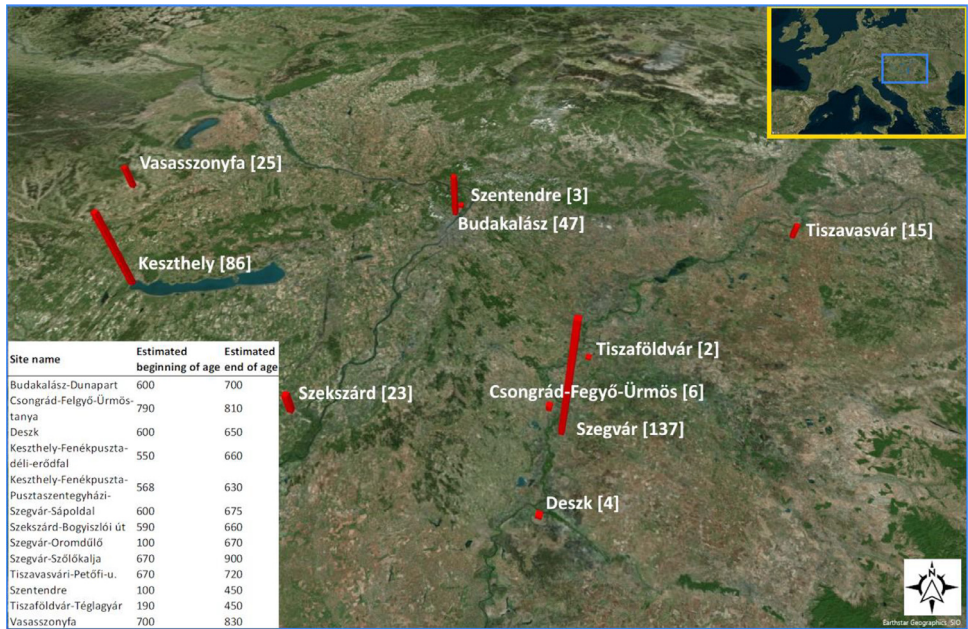 Vasasszonyfa [25]
Szentendre [3]
Budakalász [47]
Tiszavasvár [15]
Keszthely [86]
Tiszaföldvár [2]
Szekszárd [23]
Csongrád-Fegyő-Ürmös [6]
Szegvár [137]
Deszk [4]
Site name Estimated beginning of age Estimated end of age
Budakalász-Dunapart 600 700
Csongrád-Felgyő-Ürmös-tanya 790 810
Deszk 600 650
Keszthely-Fenékpuszta-déli-erődfal 550 660
Keszthely-Fenékpuszta-Pusztaszentegyházi- 568 630
Szegvár-Sápoldal 600 675
Szekszárd-Bogyiszlói út 590 660
Szegvár-Oromdűlő 100 670
Szegvár-Szőlőkalja 670 900
Tiszavasvári-Petőfi-u. 670 720
Szentendre 100 450
Tiszaföldvár-Téglagyár 190 450
Vasasszonyfa 700 830
N
Earthstar Geographics SIO